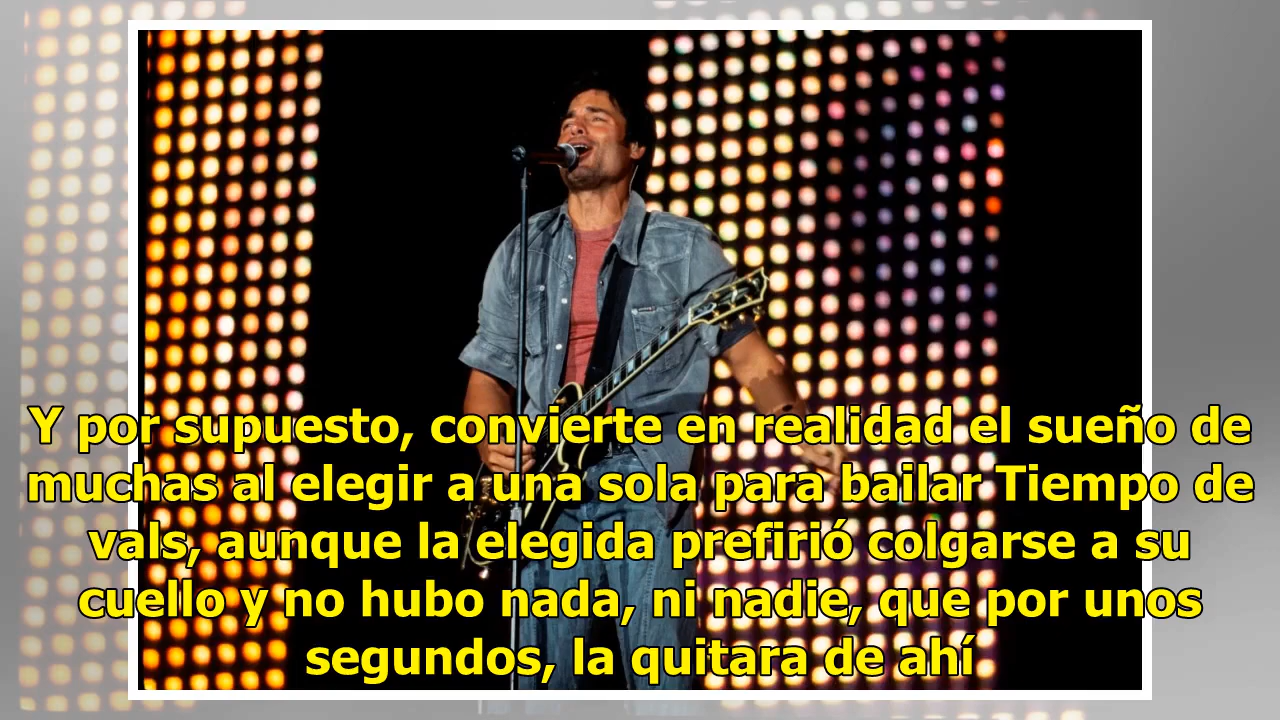 Y por supuesto, convierte en realidad el sueño de
muchas al elegir a una sola para bailar Tiempo de
vals, aunque la elegida prefirió colgarse a su
cuello y no hubo nada, ni nadie, que por unos
segundos, la quitara de ahí